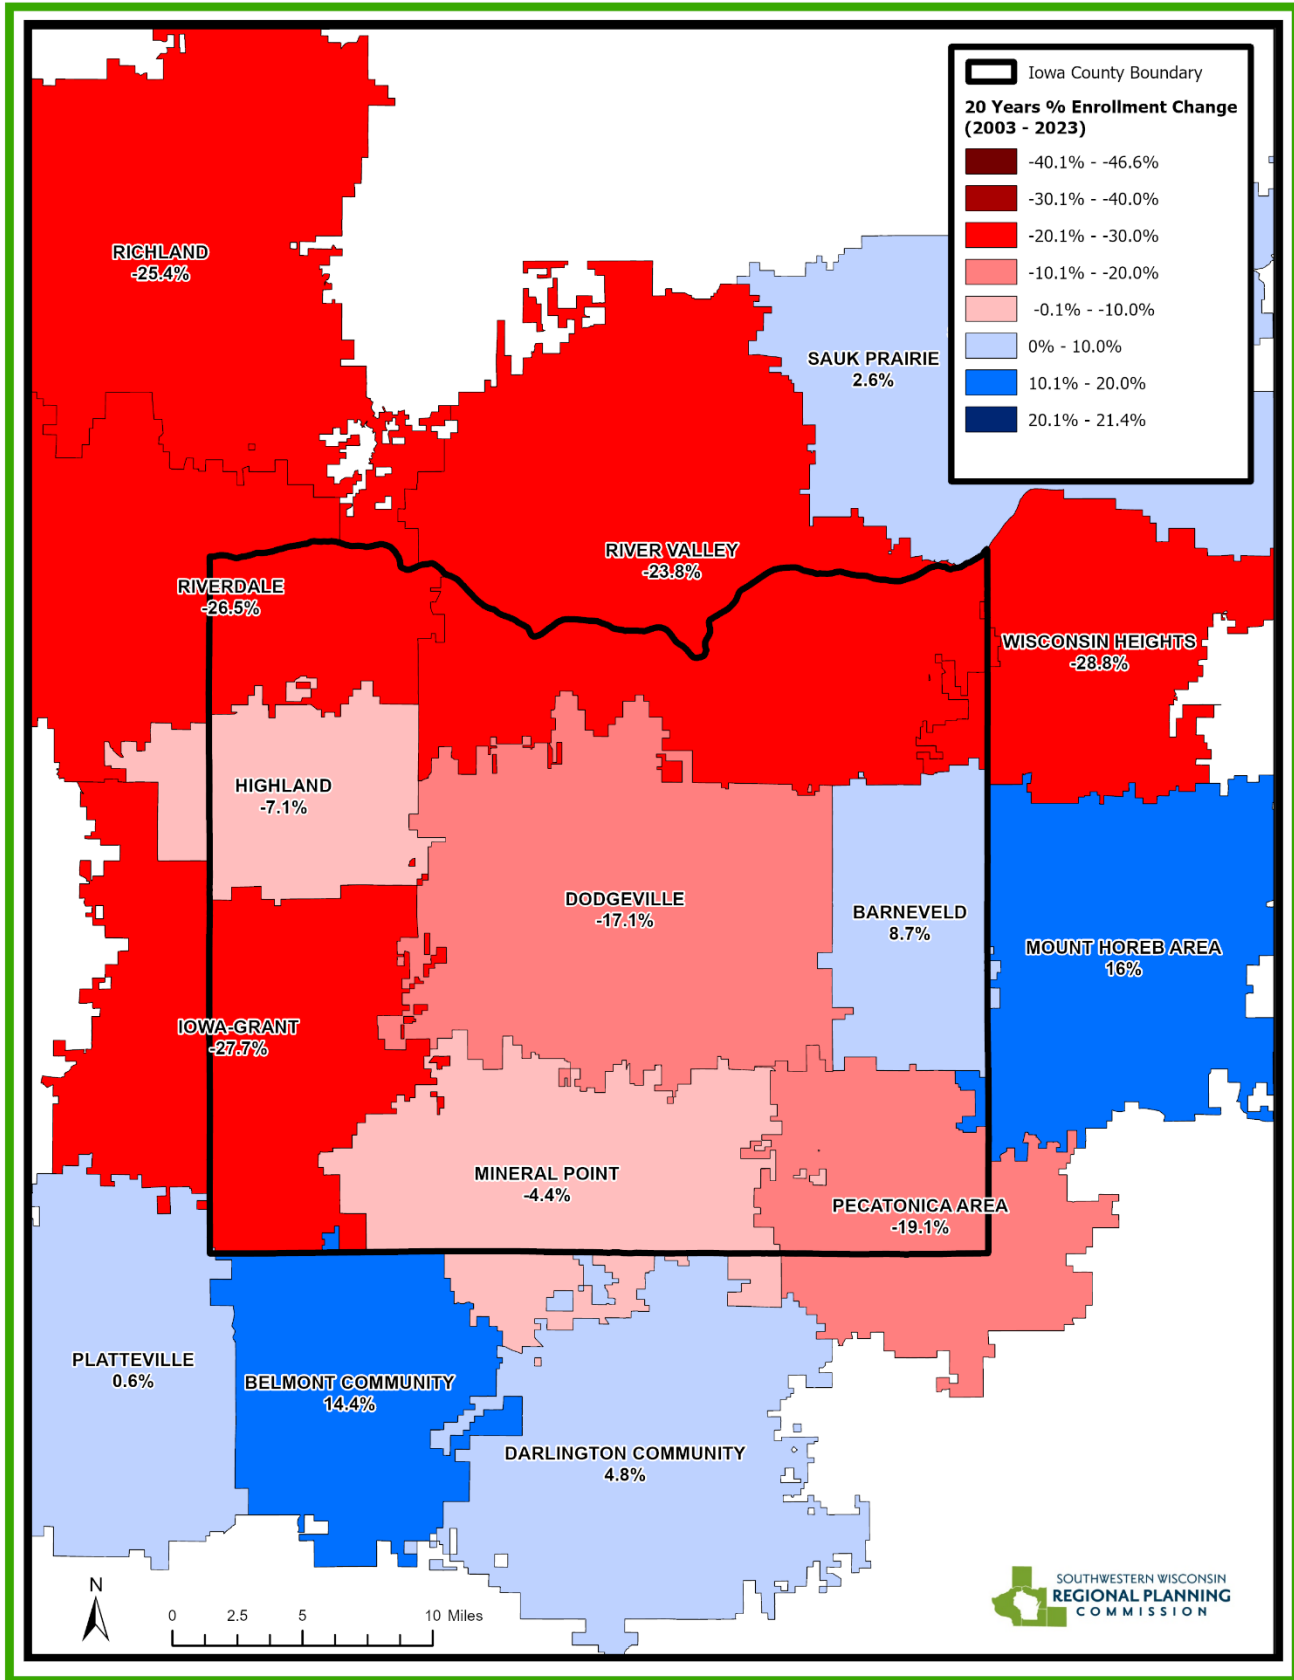 Iowa County Boundary
20 Years % Enrollment Change
(2003 - 2023)
-40.1% - -46.6%
-30.1% - -40.0%
-20.1% - -30.0%
-10.1% - -20.0%
-0.1% - -10.0%
0% - 10.0%
10.1% - 20.0%
20.1% - 21.4%
RICHLAND
-25.4%
SAUK PRAIRIE
2.6%
RIVER VALLEY
-23.8%
RIVERDALE
-26.5%
WISCONSIN HEIGHTS
-28.8%
HIGHLAND
-7.1%
DODGEVILLE
-17.1%
BARNEVELD
8.7%
MOUNT HOREB AREA
16%
IOWA-GRANT
-27.7%
MINERAL POINT
-4.4%
PECATONICA AREA
-19.1%
PLATTEVILLE
0.6%
BELMONT COMMUNITY
14.4%
DARLINGTON COMMUNITY
4.8%
N
0 2.5 5 10 Miles
SOUTHWESTERN WISCONSIN
REGIONAL PLANNING
COMMISSION